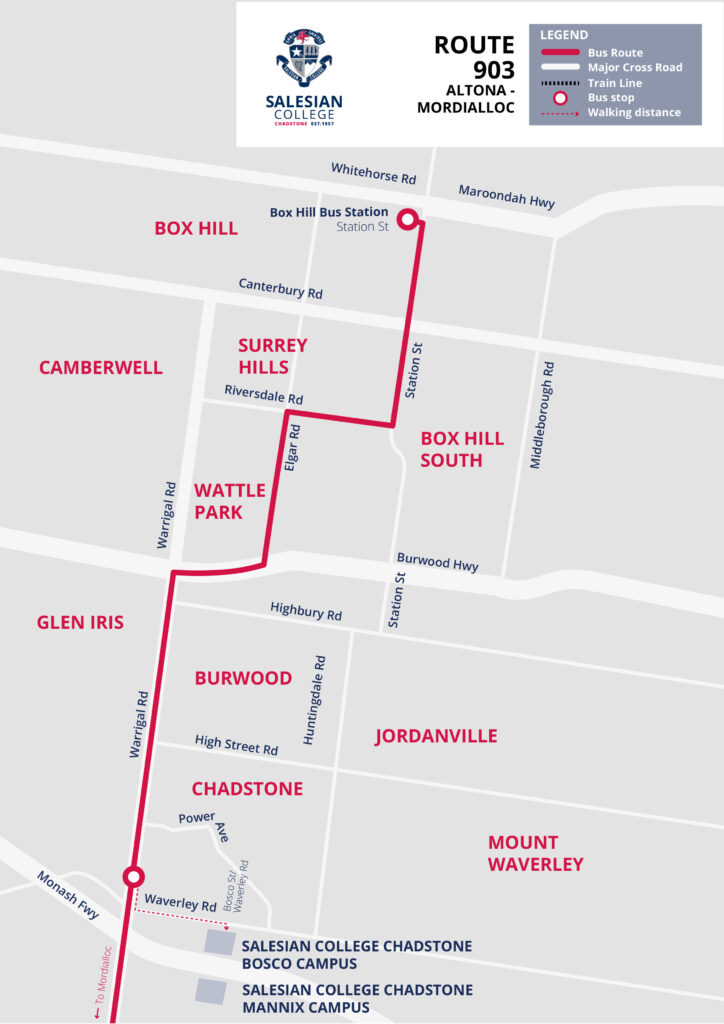 SALESIAN
COLLEGE
CHADSTONE EST.1957
ROUTE
903
ALTONA -
MORDIALLOC
LEGEND
Bus Route
Major Cross Road
Train Line
Bus stop
Walking distance
Whitehorse Rd
Maroondah Hwy
Box Hill Bus Station
Station St
BOX HILL
Canterbury Rd
SURREY
HILLS
CAMBERWELL
Station St
Middleborough Rd
Riversdale Rd
Elgar Rd
BOX HILL
SOUTH
WATTLE
PARK
Warrigal Rd
Burwood Hwy
Station St
Highbury Rd
GLEN IRIS
BURWOOD
Huntingdale Rd
Warrigal Rd
High Street Rd
JORDANVILLE
CHADSTONE
Power
Ave
MOUNT
WAVERLEY
Bosco St/
Waverley Rd
Monash Fwy
Waverley Rd
SALESIAN COLLEGE CHADSTONE
BOSCO CAMPUS
SALESIAN COLLEGE CHADSTONE
MANNIX CAMPUS
To Mordialloc